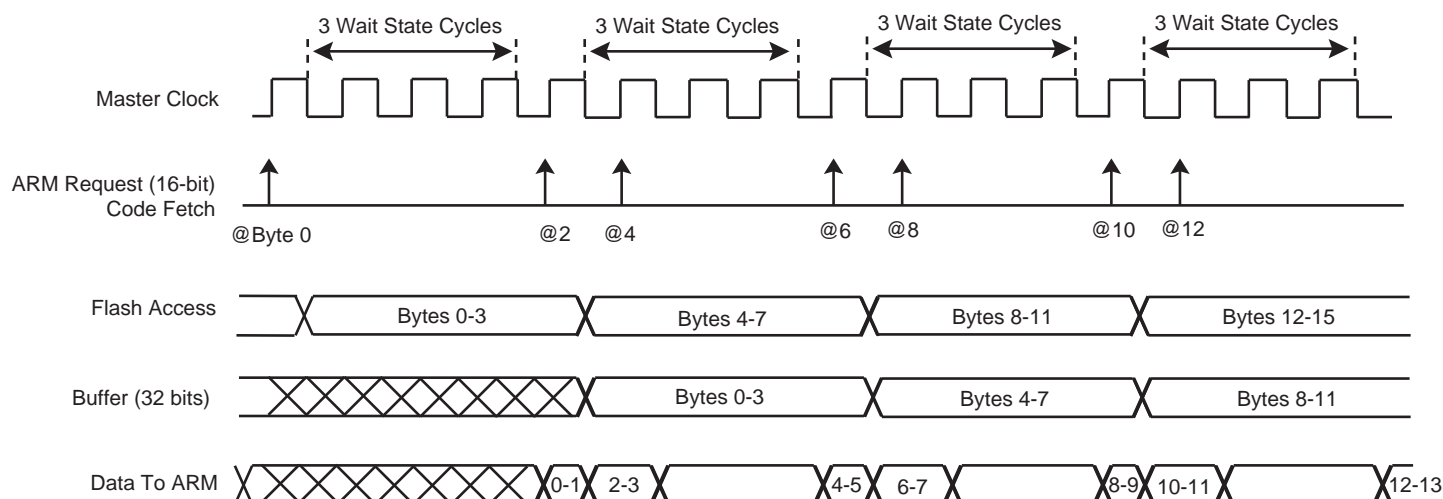 3 Wait State Cycles 3 Wait State Cycles 3 Wait State Cycles 3 Wait State Cycles
Master Clock
ARM Request (16-bit)
Code Fetch
@Byte 0 @2 @4 @6 @8 @10 @12
Flash Access Bytes 0-3 Bytes 4-7 Bytes 8-11 Bytes 12-15
Buffer (32 bits) Bytes 0-3 Bytes 4-7 Bytes 8-11
Data To ARM 0-1 2-3 4-5 6-7 8-9 10-11 12-13